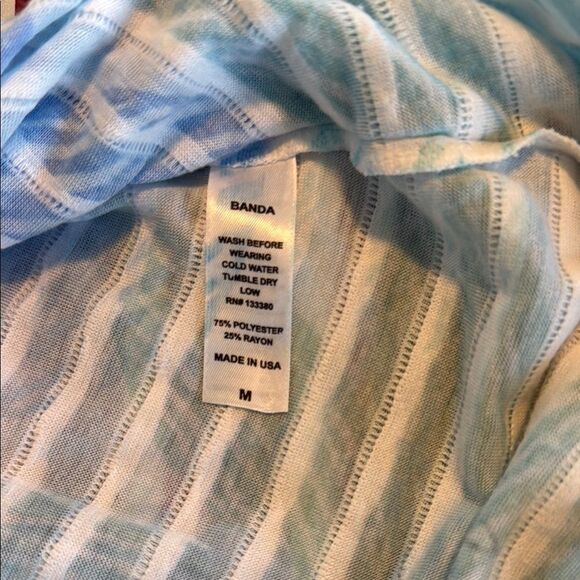 BANDA
WASH BEFORE
WEARING
COLD WATER
TUMBLE DRY
LOW
RN# 133380
75% POLYESTER
25% RAYON
MADE IN USA
M